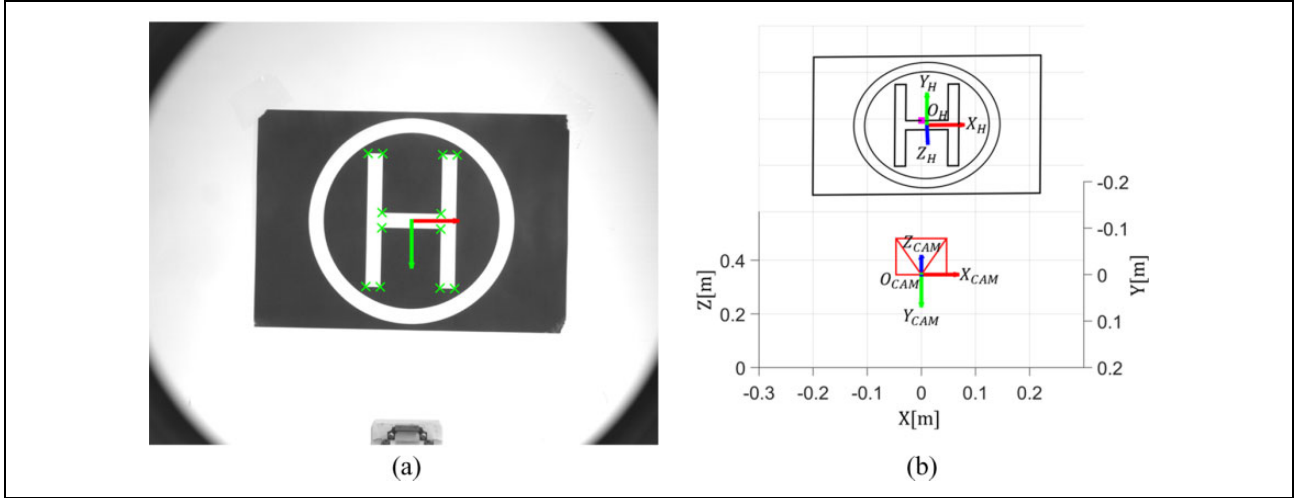 H
Y_H
O_H
X_H
Z_H
-0.2
-0.1
0
0.1
0.2
Y[m]
Z_CAM
O_CAM
X_CAM
Y_CAM
Z[m]
0.4
0.2
0
-0.3
-0.2
-0.1
0
0.1
0.2
X[m]
(a)
(b)